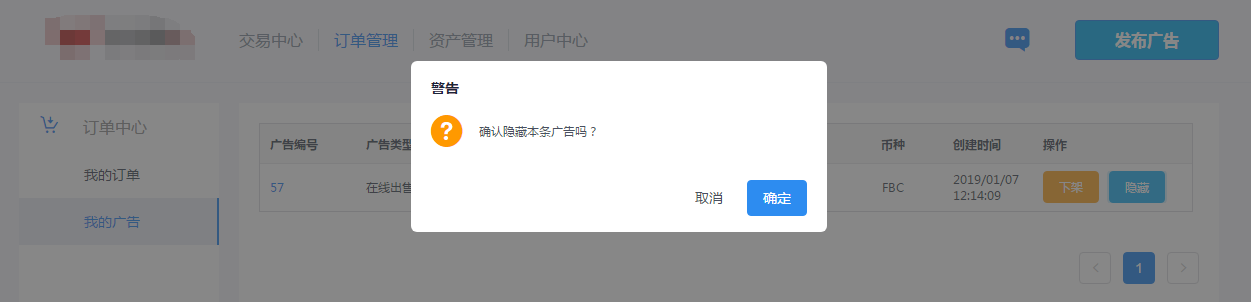 交易中心 订单管理 资产管理 用户中心 发布广告
警告
确认隐藏本条广告吗？
取消 确定
订单中心
我的订单
我的广告
广告编号 广告类型 币种 创建时间 操作
57 在线出售 FBC 2019/01/07 12:14:09 下架 隐藏
< 1 >